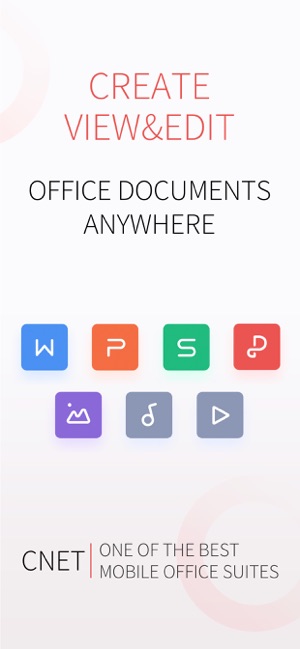 CREATE
VIEW&EDIT
OFFICE DOCUMENTS
ANYWHERE
W P S
CNET
ONE OF THE BEST
MOBILE OFFICE SUITES